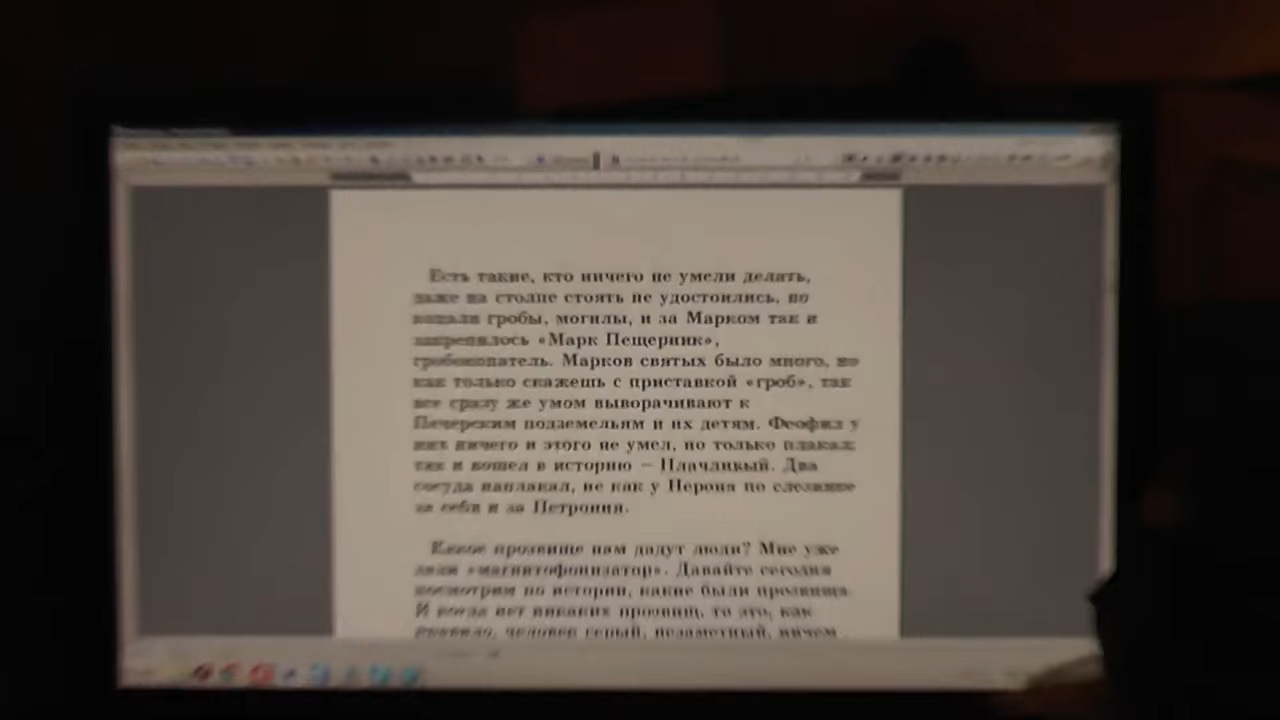 Есть такие, кто ничего не умели делать,
даже на столпе стоять не удостоились, но
копали гробы, могилы, и за Марком так и
закрепилось «Марк Пещерник»,
гробокопатель. Марков святых было много, но
как только скажешь с приставкой «гроб», так
все сразу же умом выворачивают к
Печерским подземельям и их детям. Феофил у
них ничего и этого не умел, но только плакал:
так и вошел в историю – Плачливый. Два
сосуда наплакал, не как у Нерона по слезинке
за себя и за Петрония.
Какое прозвище нам дадут люди? Мне уже
дали «магнитофонизатор». Давайте сегодня
посмотрим по истории, какие были прозвища.
И когда нет никаких прозвищ, то это, как
правило, человек серый, незаметный, ничем